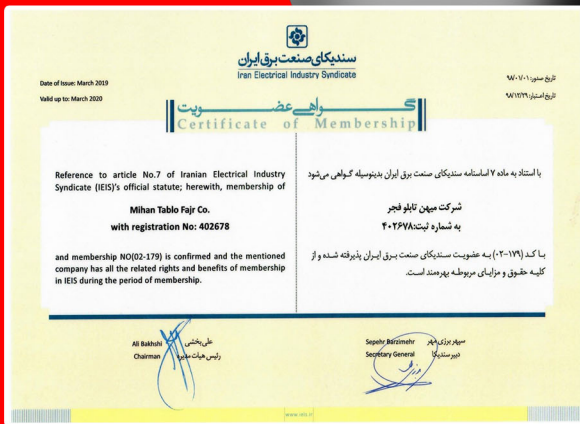 سندیکای صنعت برق ایران
Iran Electrical Industry Syndicate
Date of Issue: March 2019
Valid up to: March 2020
تاریخ صدور: ۹۸/۰۱/۰۱
تاریخ اعتبار: ۹۸/۱۲/۲۹
گواهی عضویت
Certificate of Membership
Reference to article No.7 of Iranian Electrical Industry
Syndicate (IEIS)'s official statute; herewith, membership of
Mihan Tablo Fajr Co.
with registration No: 402678
and membership NO(02-179) is confirmed and the mentioned
company has all the related rights and benefits of membership
in IEIS during the period of membership.
با استناد به ماده ۷ اساسنامه سندیکای صنعت برق ایران بدینوسیله گواهی می‌شود
شرکت میهن تابلو فجر
به شماره ثبت: ۴۰۲۶۷۸
با کد (۱۷۹-۰۲) به عضویت سندیکای صنعت برق ایران پذیرفته شده و از
کلیه حقوق و مزایای مربوطه بهره‌مند است.
Ali Bakhshi علی بخشی
Chairman رئیس هیات مدیره
Sepehr Barzimehr سپهر برزی مهر
Secretary General دبیر سندیکا
www.ieis.ir